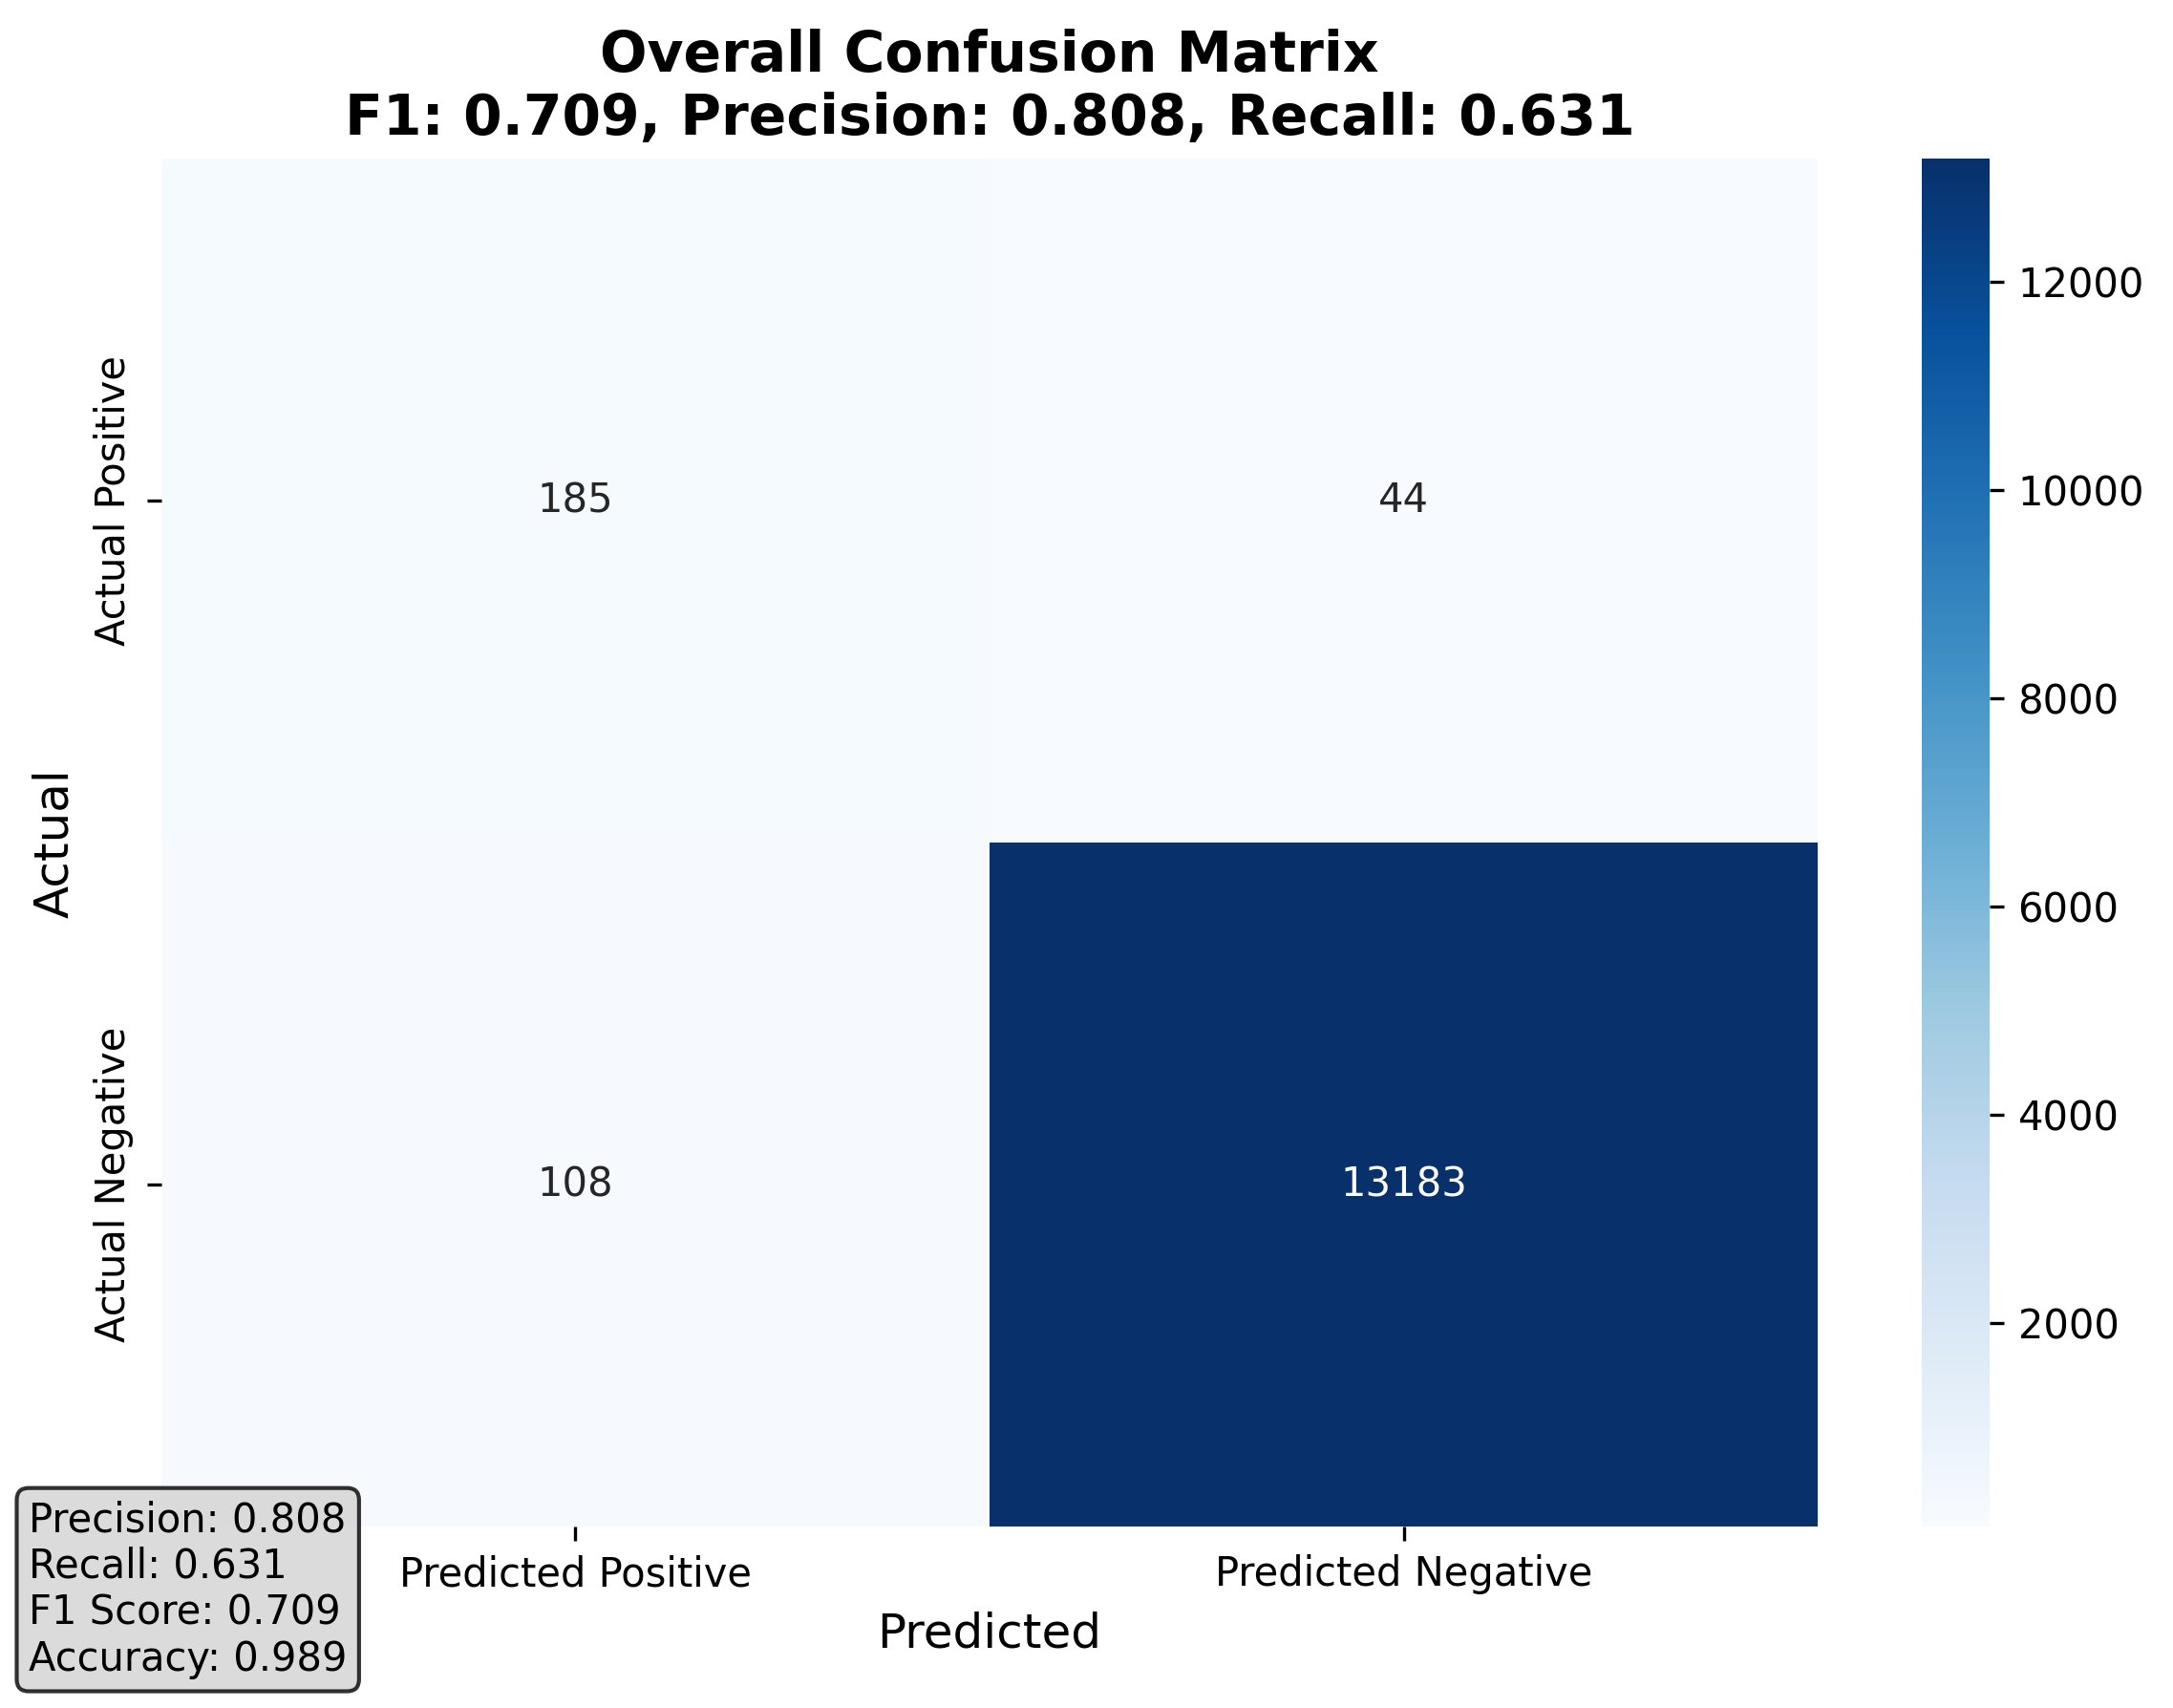 Overall Confusion Matrix
F1: 0.709, Precision: 0.808, Recall: 0.631
Actual
Actual Positive
185
44
12000
10000
8000
6000
4000
2000
Actual Negative
108
13183
Predicted Positive
Predicted Negative
Predicted
Precision: 0.808
Recall: 0.631
F1 Score: 0.709
Accuracy: 0.989